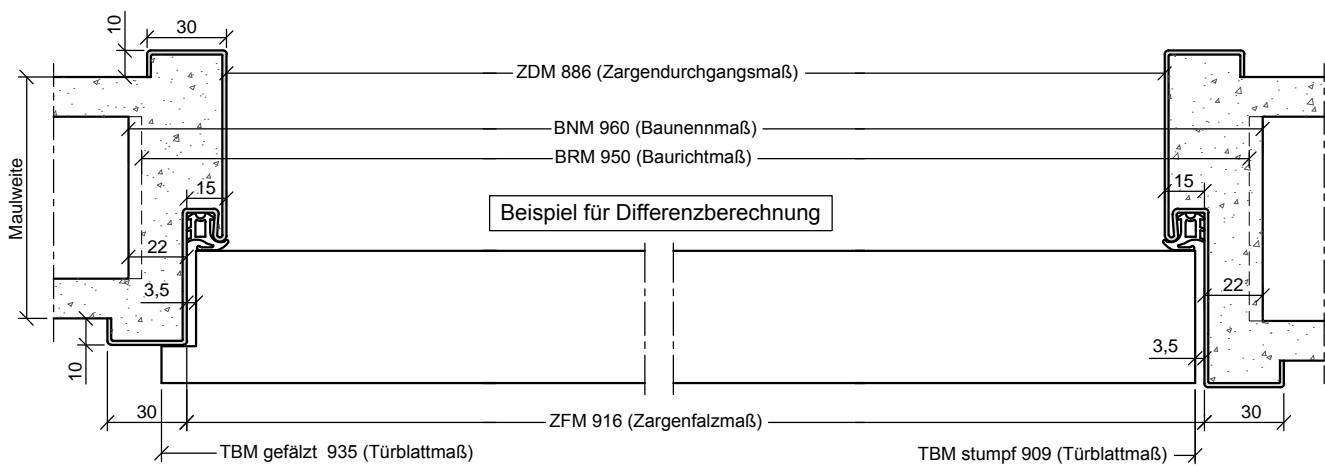 10
30
ZDM 886 (Zargendurchgangsmaß)
BNM 960 (Baunennmaß)
BRM 950 (Baurichtmaß)
Maulweite
15
15
Beispiel für Differenzberechnung
22
22
3,5
3,5
10
30
ZFM 916 (Zargenfalzmaß)
30
TBM gefälzt 935 (Türblattmaß)
TBM stumpf 909 (Türblattmaß)